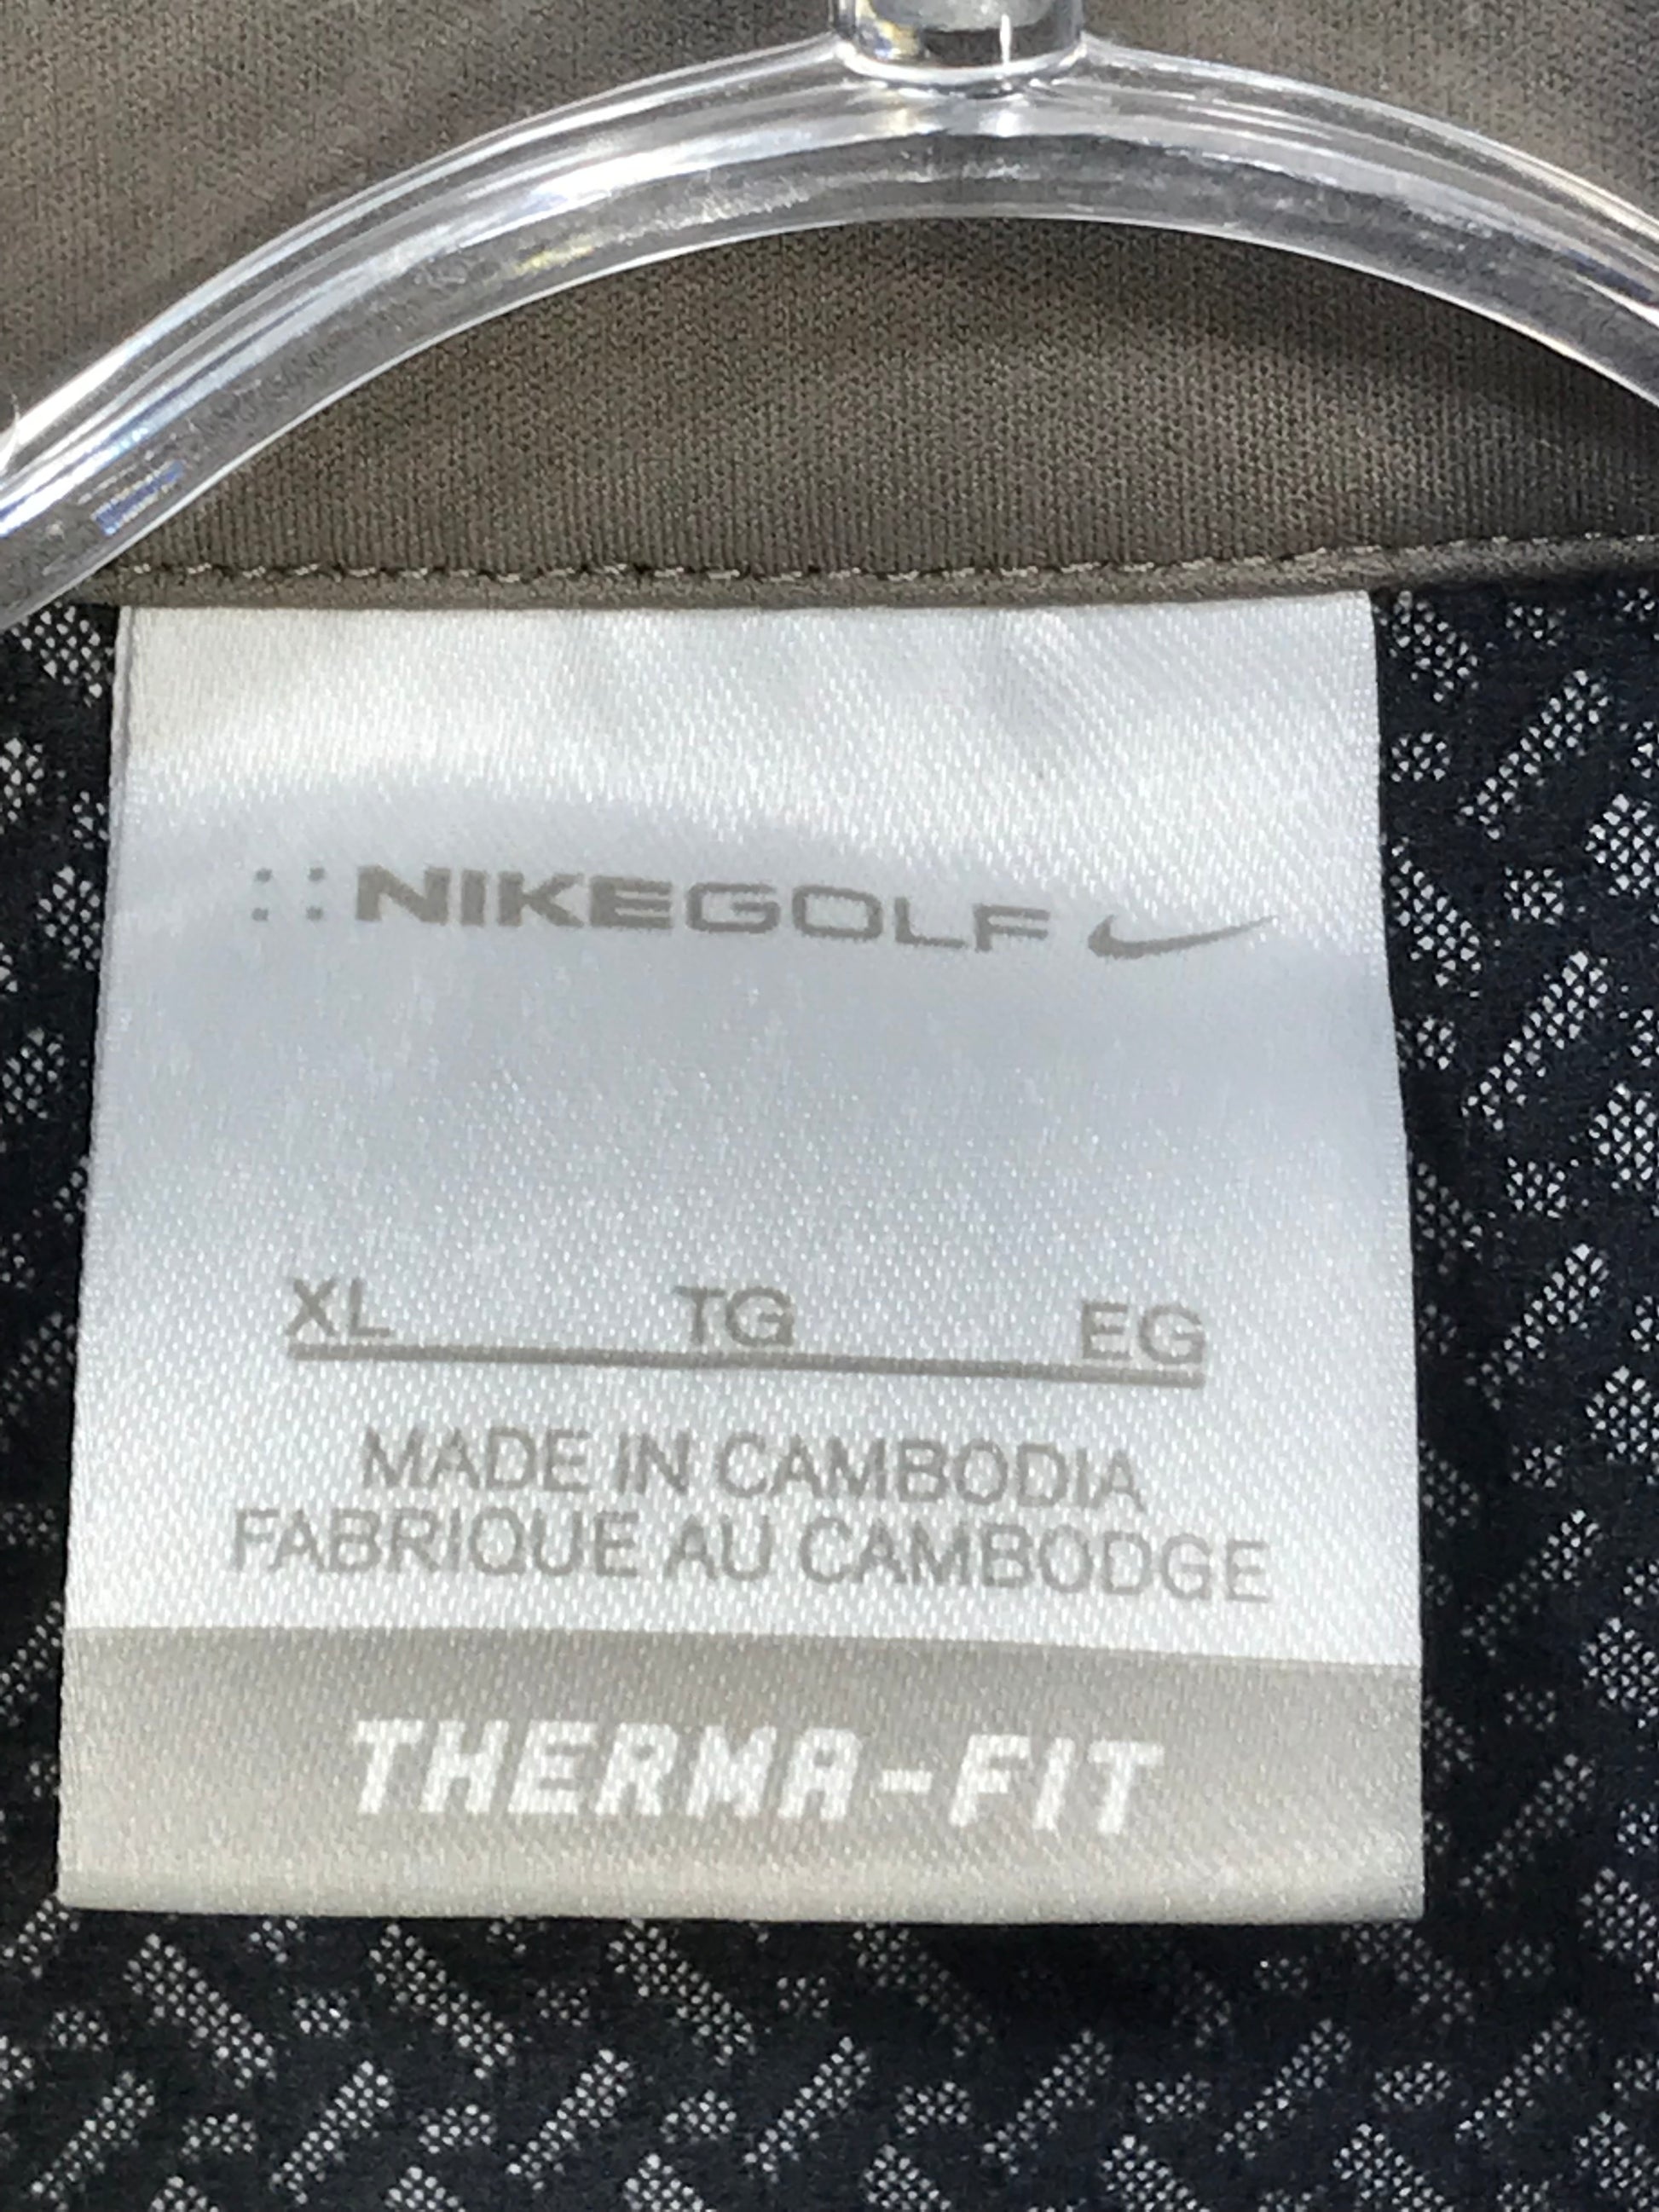 ::NIKEGOLF
XL TG EG
MADE IN CAMBODIA
FABRIQUE AU CAMBODGE
THERMA-FIT